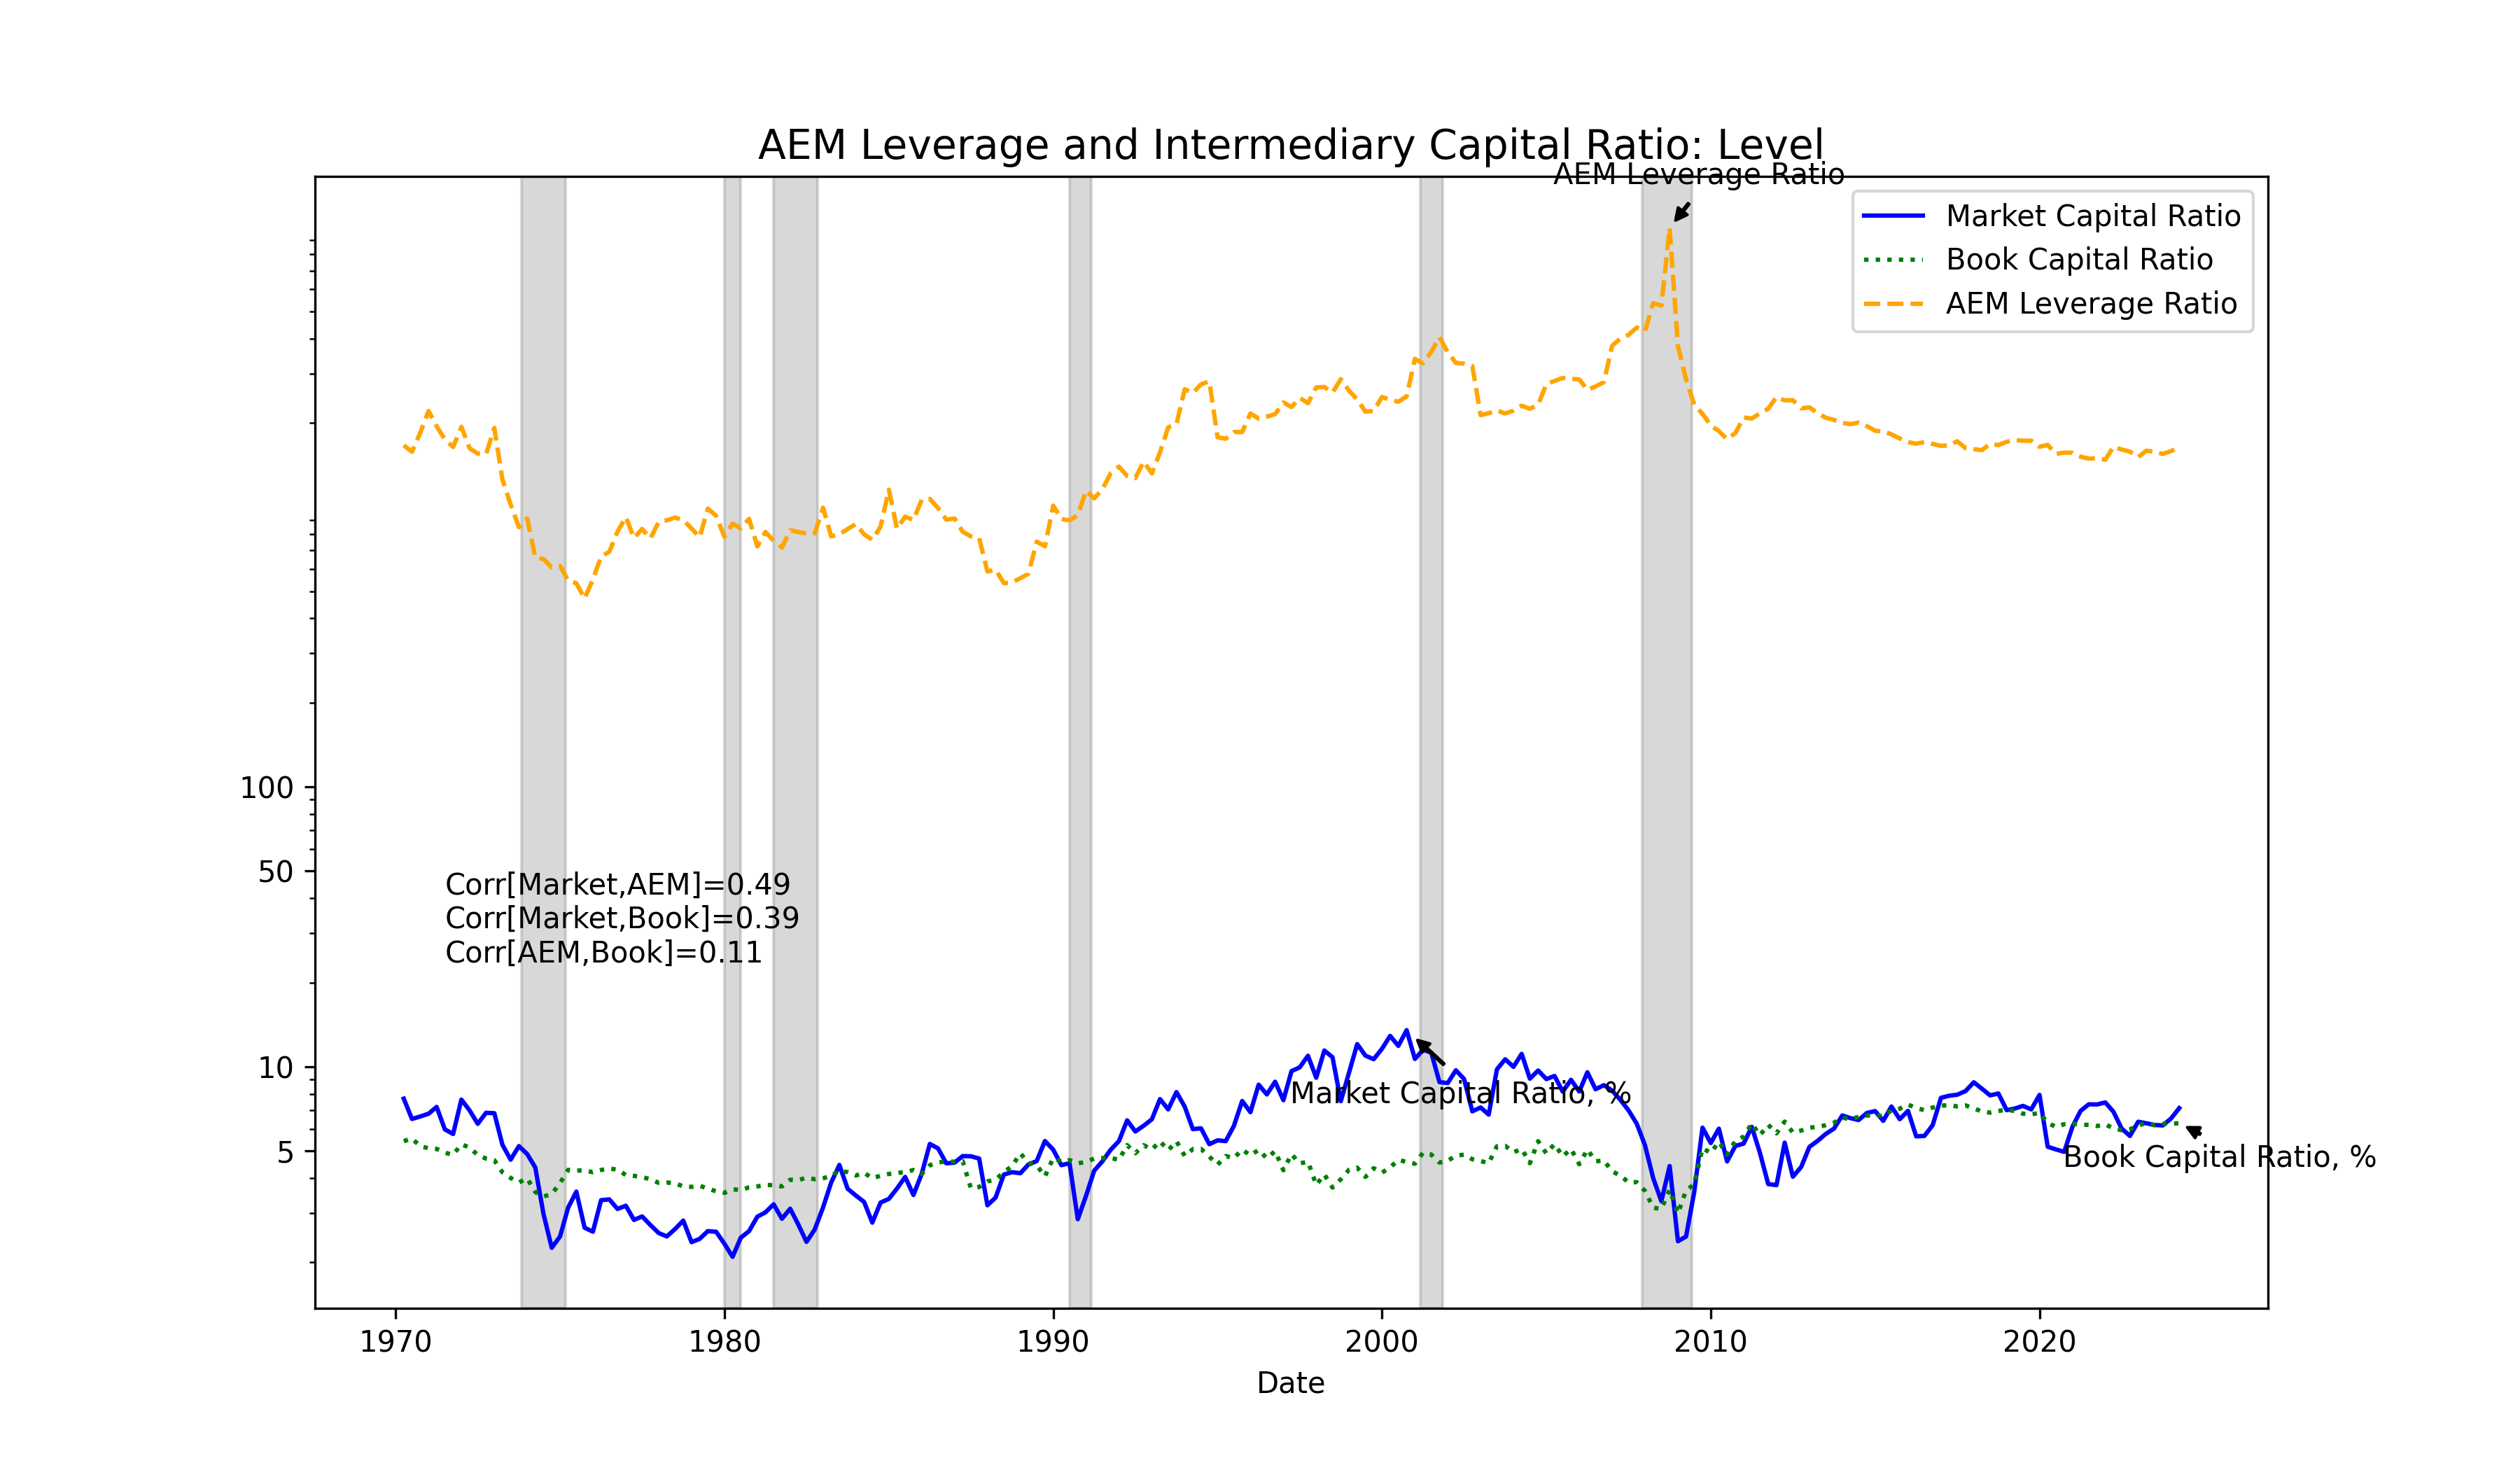 AEM Leverage and Intermediary Capital Ratio: Level
AEM Leverage Ratio
Market Capital Ratio
Book Capital Ratio
AEM Leverage Ratio
100
50
Corr[Market,AEM]=0.49
Corr[Market,Book]=0.39
Corr[AEM,Book]=0.11
10
Market Capital Ratio, %
5
Book Capital Ratio, %
1970
1980
1990
2000
2010
2020
Date